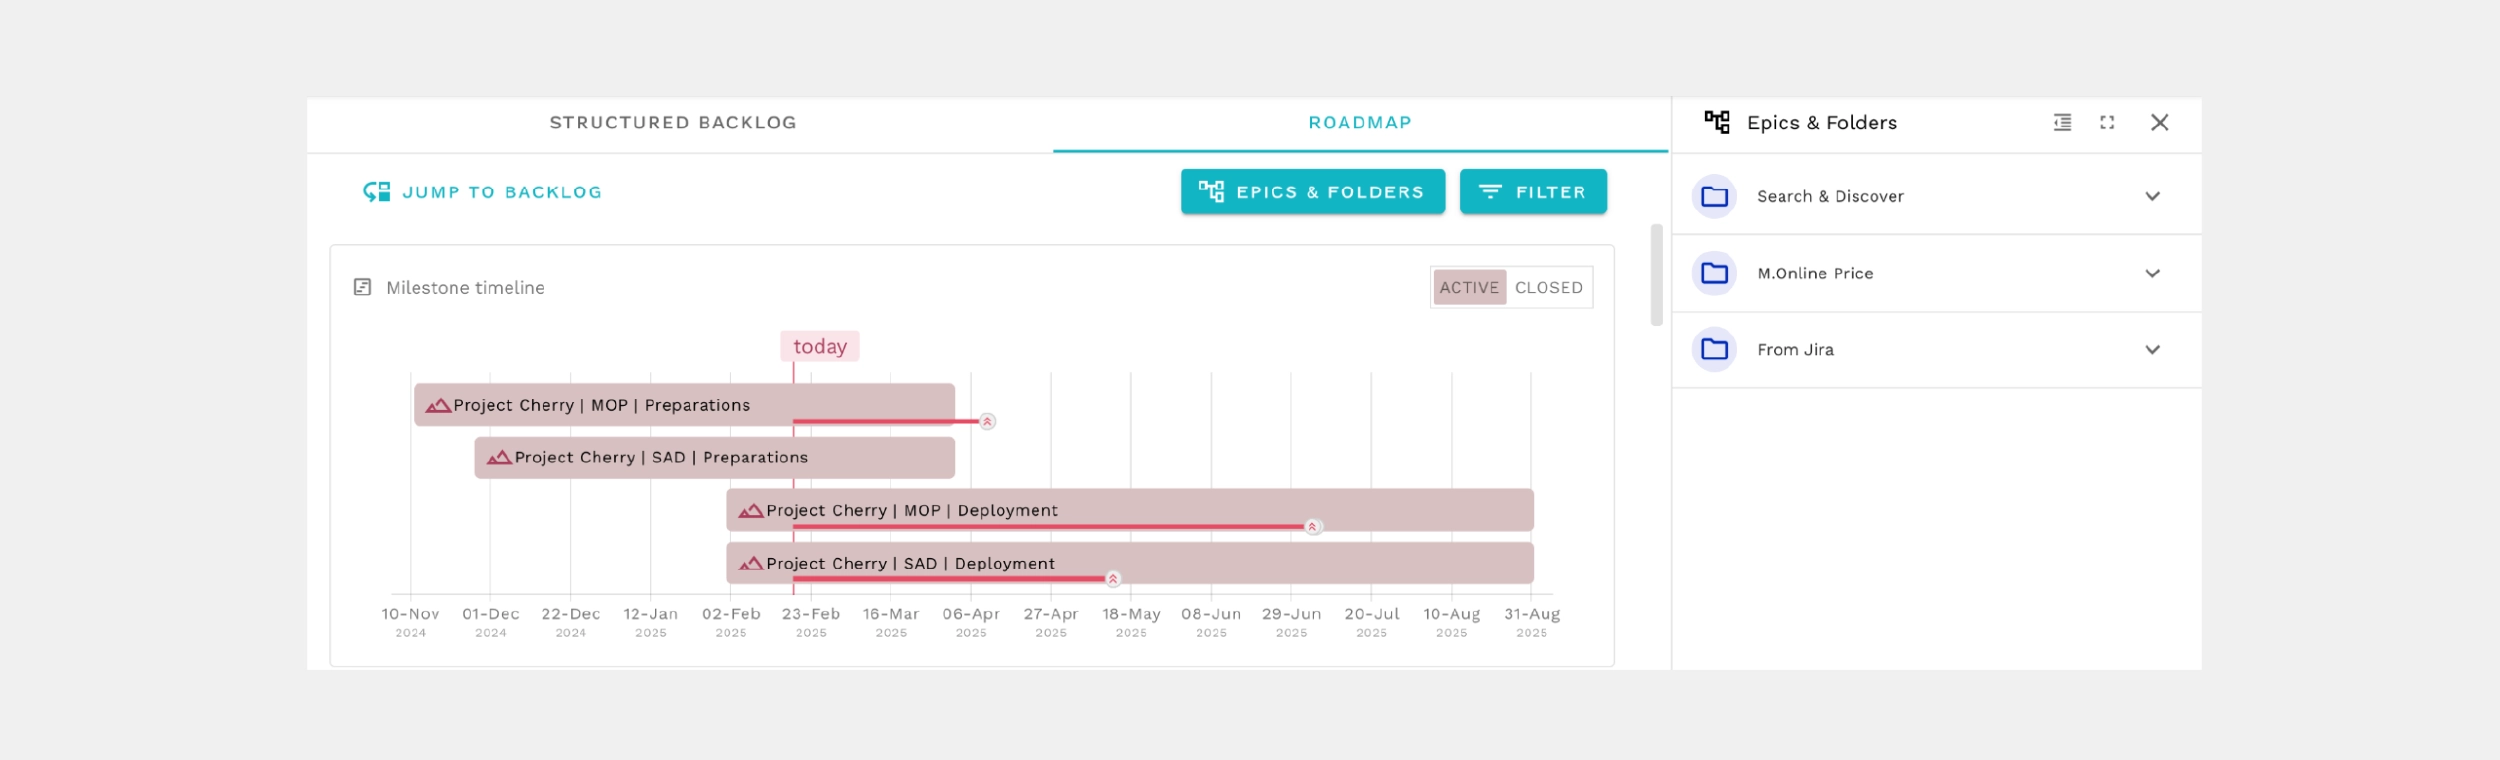 STRUCTURED BACKLOG
ROADMAP
Epics & Folders
JUMP TO BACKLOG
EPICS & FOLDERS
FILTER
Search & Discover
M.Online Price
From Jira
Milestone timeline
ACTIVE
CLOSED
today
Project Cherry | MOP | Preparations
Project Cherry | SAD | Preparations
Project Cherry | MOP | Deployment
Project Cherry | SAD | Deployment
10-Nov 01-Dec 22-Dec 12-Jan 02-Feb 23-Feb 16-Mar 06-Apr 27-Apr 18-May 08-Jun 29-Jun 20-Jul 10-Aug 31-Aug
2024 2024 2024 2025 2025 2025 2025 2025 2025 2025 2025 2025 2025 2025 2025